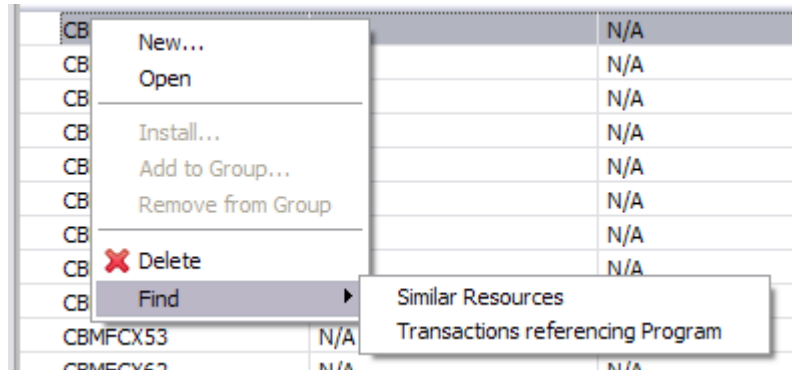 CB N/A
New...
CB N/A
Open
CB N/A
CB N/A
Install...
CB N/A
Add to Group...
CB N/A
Remove from Group
CB N/A
Delete
CB N/A
Find
Similar Resources
CB
Transactions referencing Program
CBMFCX53 N/A
CBMFCX62 N/A N/A